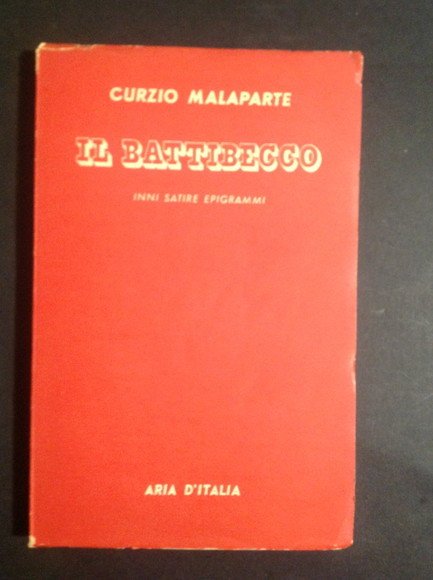 CURZIO MALAPARTE
IL BATTIBECCO
INNI SATIRE EPIGRAMMI
ARIA D'ITALIA